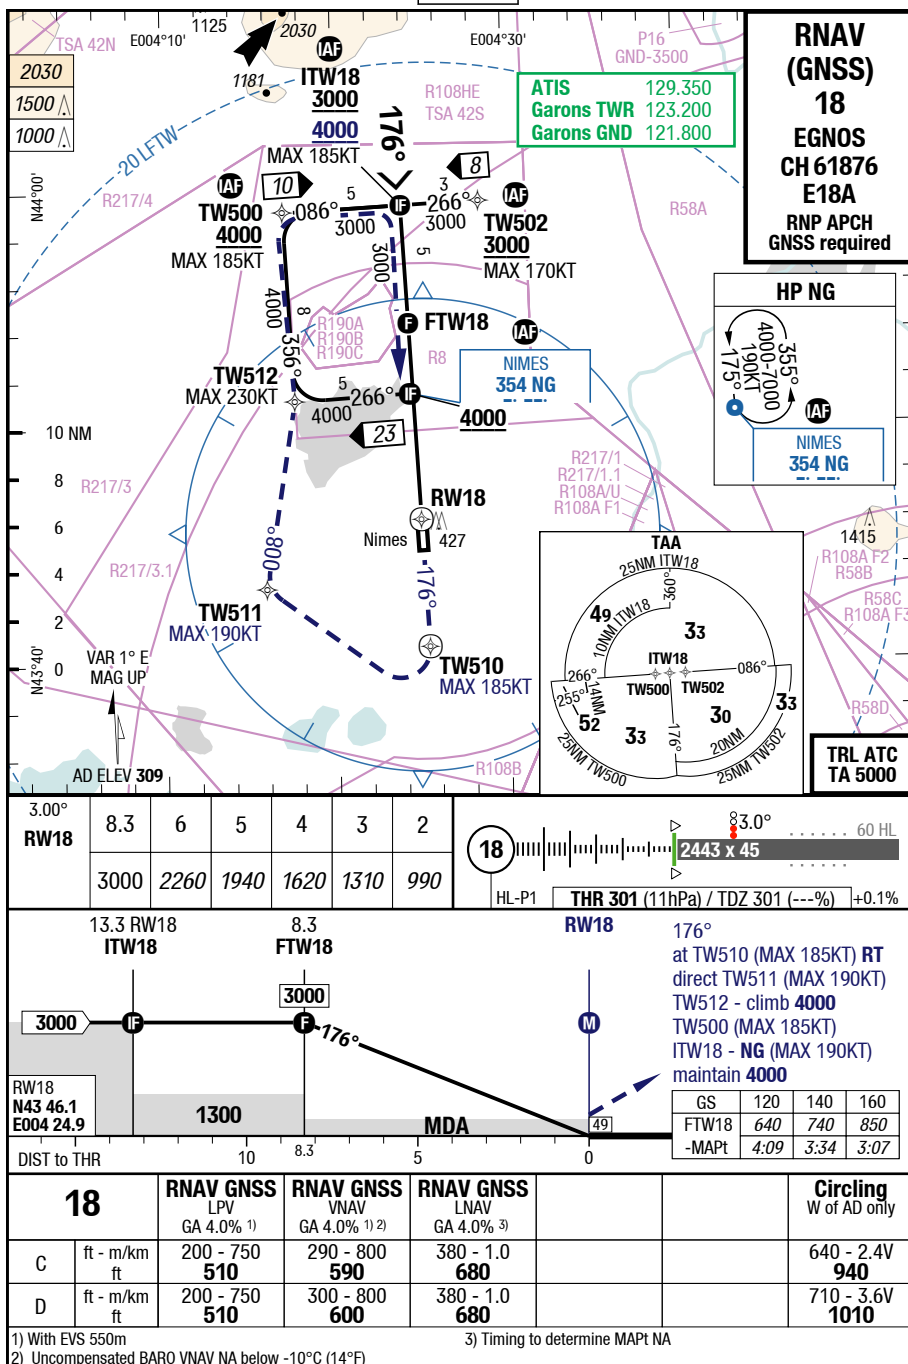 RNAV
(GNSS)
18
EGNOS
CH 61876
E18A
RNP APCH
GNSS required
ATIS 129.350
Garons TWR 123.200
Garons GND 121.800
TSA 42N
E004°10'
1125
2030
E004°30'
P16
GND-3500
2030
1500
1000
1181
IAF
ITW18
3000
4000
MAX 185KT
176°
R108HE
TSA 42S
20 LFTW
N44°00'
R217/4
IAF
TW500
4000
MAX 185KT
10
086°
5
3000
IF
3
266°
3000
8
IAF
TW502
3000
MAX 170KT
R58A
3000
5
4000
8
356°
R190A
R190B
R190C
F
FTW18
R8
IAF
NIMES
354 NG
4000
TW512
MAX 230KT
5
266°
4000
IF
23
HP NG
4000-7000
190KT
355°
175°
IAF
NIMES
354 NG
10 NM
8
6
4
2
0
R217/3
R217/3.1
RW18
Nimes
427
R217/1
R217/1.1
R108A/U
R108A F1
008°
176°
TW511
MAX 190KT
TW510
MAX 185KT
N43°40'
VAR 1° E
MAG UP
AD ELEV 309
R108B
1415
R108A F2
R58B
R58C
R108A F3
R58D
TAA
25NM ITW18
360°
10NM ITW18
49
33
ITW18
TW500
TW502
266°
086°
255°
14NM
52
33
176°
30
33
20NM
25NM TW500
25NM TW502
TRL ATC
TA 5000
3.00°
RW18
8.3 6 5 4 3 2
3000 2260 1940 1620 1310 990
18
3.0°
60 HL
2443 x 45
HL-P1
THR 301 (11hPa) / TDZ 301 (---%)
+0.1%
13.3 RW18
ITW18
8.3
FTW18
RW18
3000
IF
3000
F
176°
M
RW18
N43 46.1
E004 24.9
1300
MDA
49
DIST to THR
10
8.3
5
0
176°
at TW510 (MAX 185KT) RT
direct TW511 (MAX 190KT)
TW512 - climb 4000
TW500 (MAX 185KT)
ITW18 - NG (MAX 190KT)
maintain 4000
GS 120 140 160
FTW18 640 740 850
-MAPt 4:09 3:34 3:07
18
RNAV GNSS
LPV
GA 4.0% 1)
RNAV GNSS
VNAV
GA 4.0% 1) 2)
RNAV GNSS
LNAV
GA 4.0% 3)
Circling
W of AD only
C ft - m/km 200 - 750 290 - 800 380 - 1.0 640 - 2.4V
ft 510 590 680 940
D ft - m/km 200 - 750 300 - 800 380 - 1.0 710 - 3.6V
ft 510 600 680 1010
1) With EVS 550m
3) Timing to determine MAPt NA
2) Uncompensated BARO VNAV NA below -10°C (14°F)